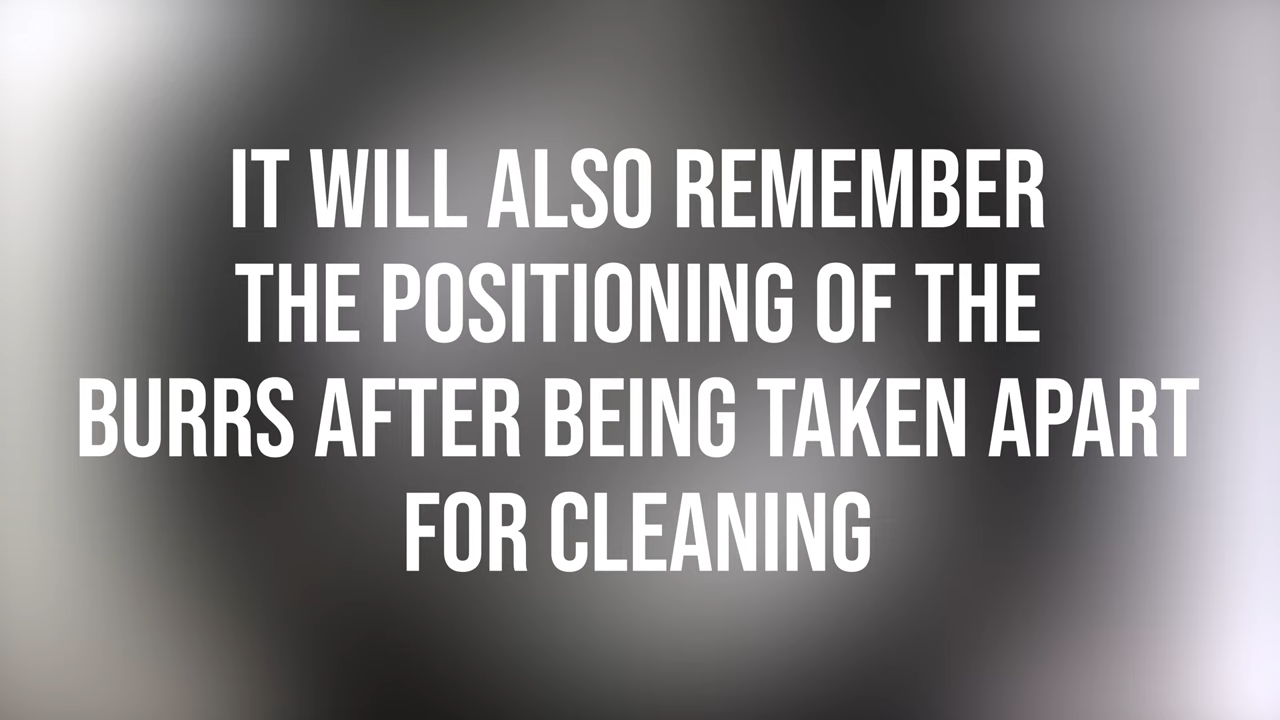 IT WILL ALSO REMEMBER
THE POSITIONING OF THE
BURRS AFTER BEING TAKEN APART
FOR CLEANING